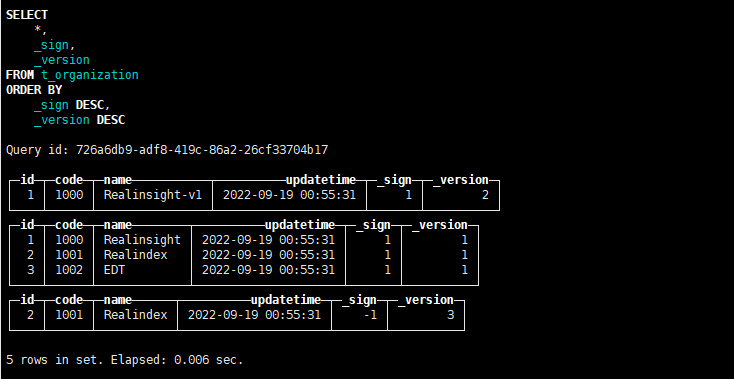 SELECT
*,
_sign,
_version
FROM t_organization
ORDER BY
_sign DESC,
_version DESC
Query id: 726a6db9-adf8-419c-86a2-26cf33704b17
id code name updatetime _sign _version
1 1000 Realinsight-v1 2022-09-19 00:55:31 1 2
id code name updatetime _sign _version
1 1000 Realinsight 2022-09-19 00:55:31 1 1
2 1001 Realindex 2022-09-19 00:55:31 1 1
3 1002 EDT 2022-09-19 00:55:31 1 1
id code name updatetime _sign _version
2 1001 Realindex 2022-09-19 00:55:31 -1 3
5 rows in set. Elapsed: 0.006 sec.